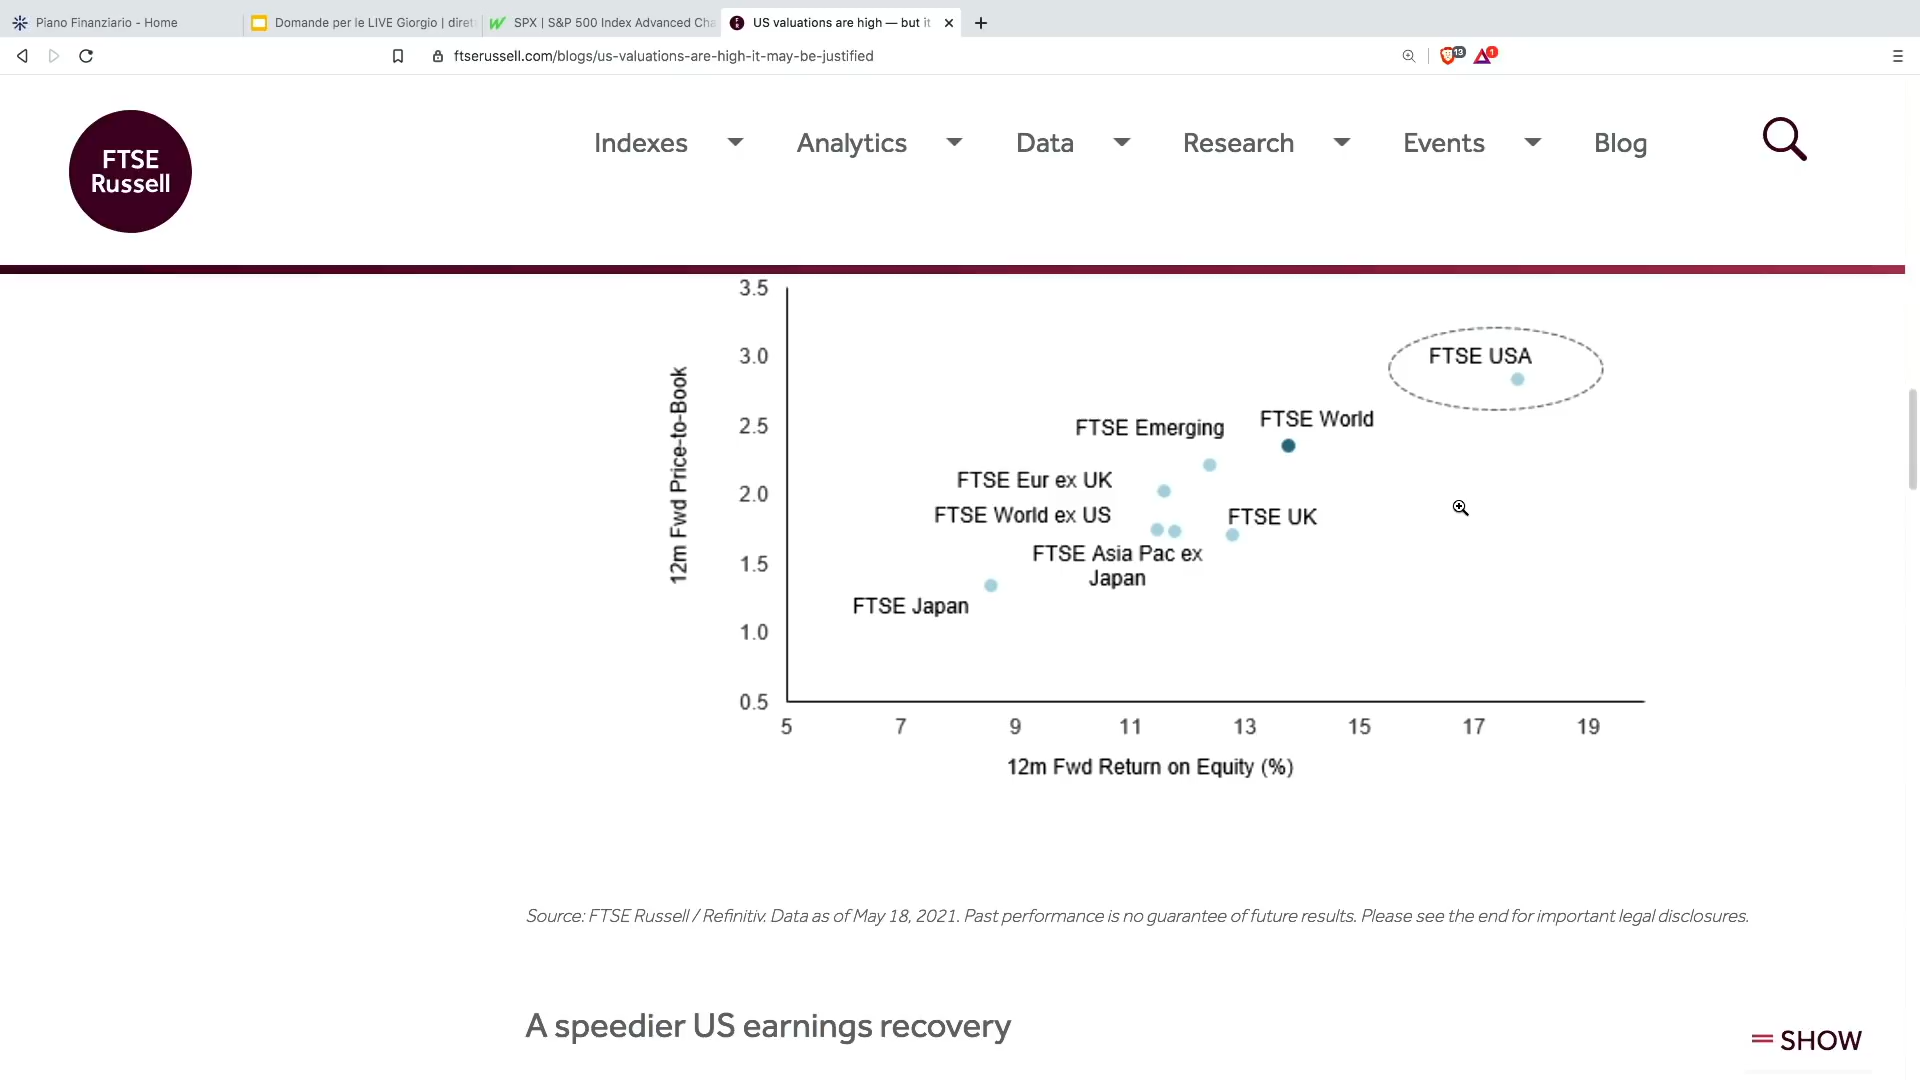 Piano Finanziario - Home
Domande per le LIVE Giorgio | diret
SPX | S&P 500 Index Advanced Cha
US valuations are high — but it
ftserussell.com/blogs/us-valuations-are-high-it-may-be-justified
13
1
FTSE
Russell
Indexes
Analytics
Data
Research
Events
Blog
3.5
3.0
2.5
2.0
1.5
1.0
0.5
12m Fwd Price-to-Book
FTSE USA
FTSE World
FTSE Emerging
FTSE Eur ex UK
FTSE World ex US
FTSE UK
FTSE Asia Pac ex
Japan
FTSE Japan
5 7 9 11 13 15 17 19
12m Fwd Return on Equity (%)
Source: FTSE Russell / Refinitiv. Data as of May 18, 2021. Past performance is no guarantee of future results. Please see the end for important legal disclosures.
A speedier US earnings recovery
SHOW